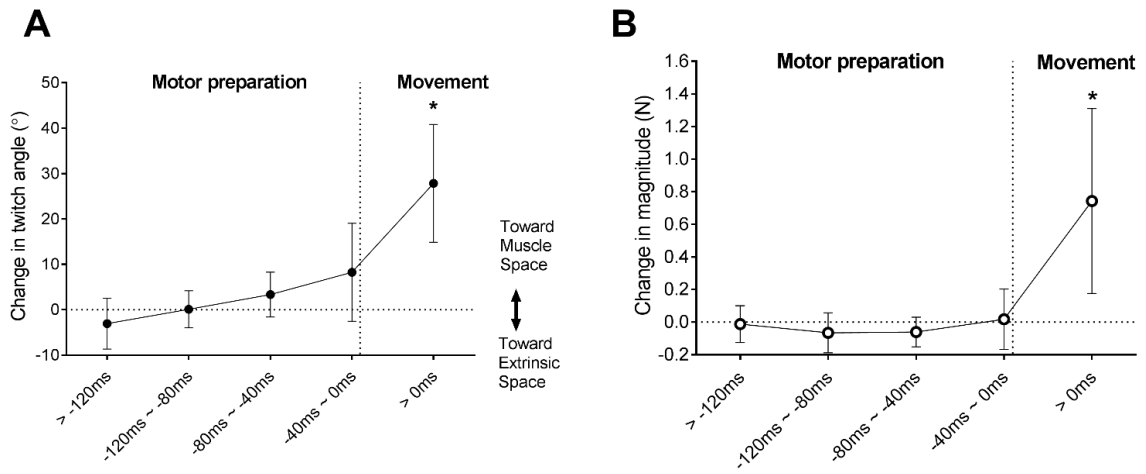 A
Motor preparation
Movement
Change in twitch angle (°)
50
40
30
20
10
0
-10
*
> -120ms
-120ms ~ -80ms
-80ms ~ -40ms
-40ms ~ 0ms
> 0ms
Toward
Muscle
Space
Toward
Extrinsic
Space
B
Motor preparation
Movement
Change in magnitude (N)
1.6
1.4
1.2
1.0
0.8
0.6
0.4
0.2
0.0
-0.2
*
> -120ms
-120ms ~ -80ms
-80ms ~ -40ms
-40ms ~ 0ms
> 0ms